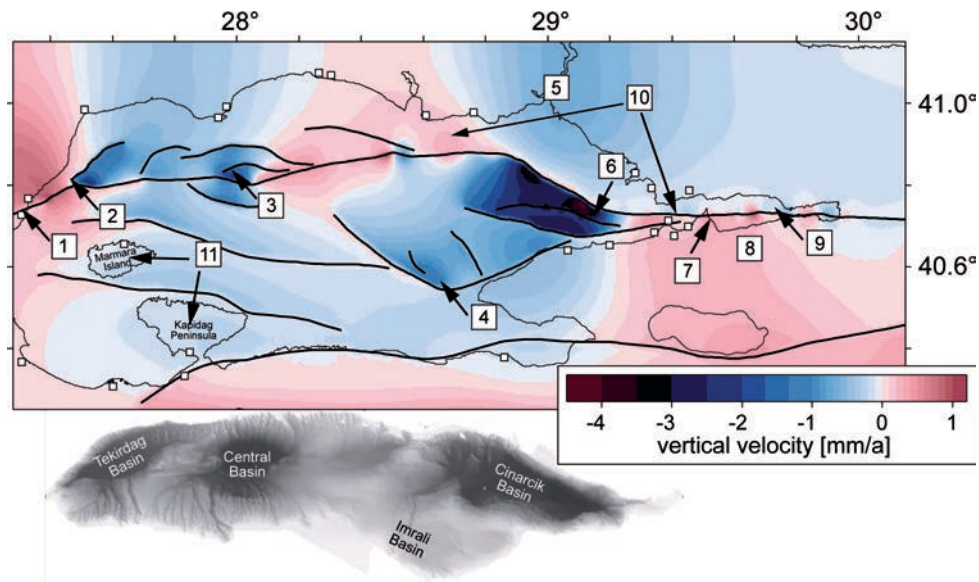 28°
29°
30°
5
10
41.0°
6
2
3
1
Marmara
Island
11
7
8
9
40.6°
4
Kapidag
Peninsula
-4
-3
-2
-1
0
1
vertical velocity [mm/a]
Tekirdag
Basin
Central
Basin
Cinarcik
Basin
Imrali
Basin